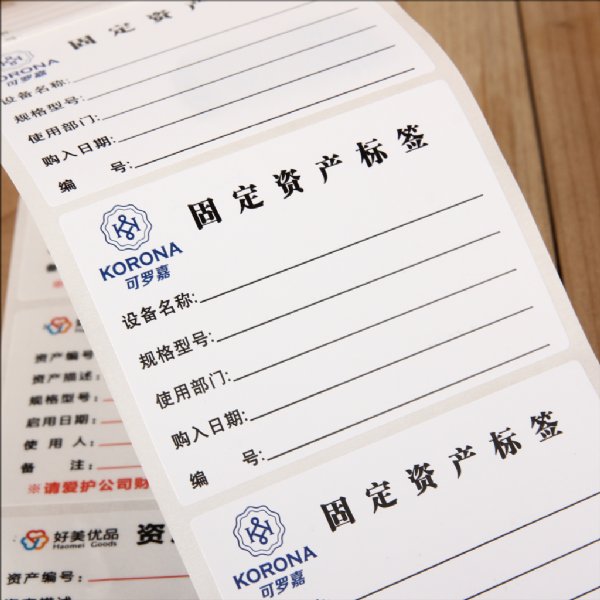 固定资产
KORONA
可罗嘉
设备名称:
规格型号:
使用部门:
购入日期:
编 号:
固定资产标签
KORONA
可罗嘉
设备名称:
规格型号:
使用部门:
购入日期:
编 号:
固定资产标签
KORONA
可罗嘉
资产编号
资产描述:
规格型号:
启用日期:
使 用 人:
备 注:
※请爱护公司财
好美优品
Haomei Goods
资
资产编号:
资产描述